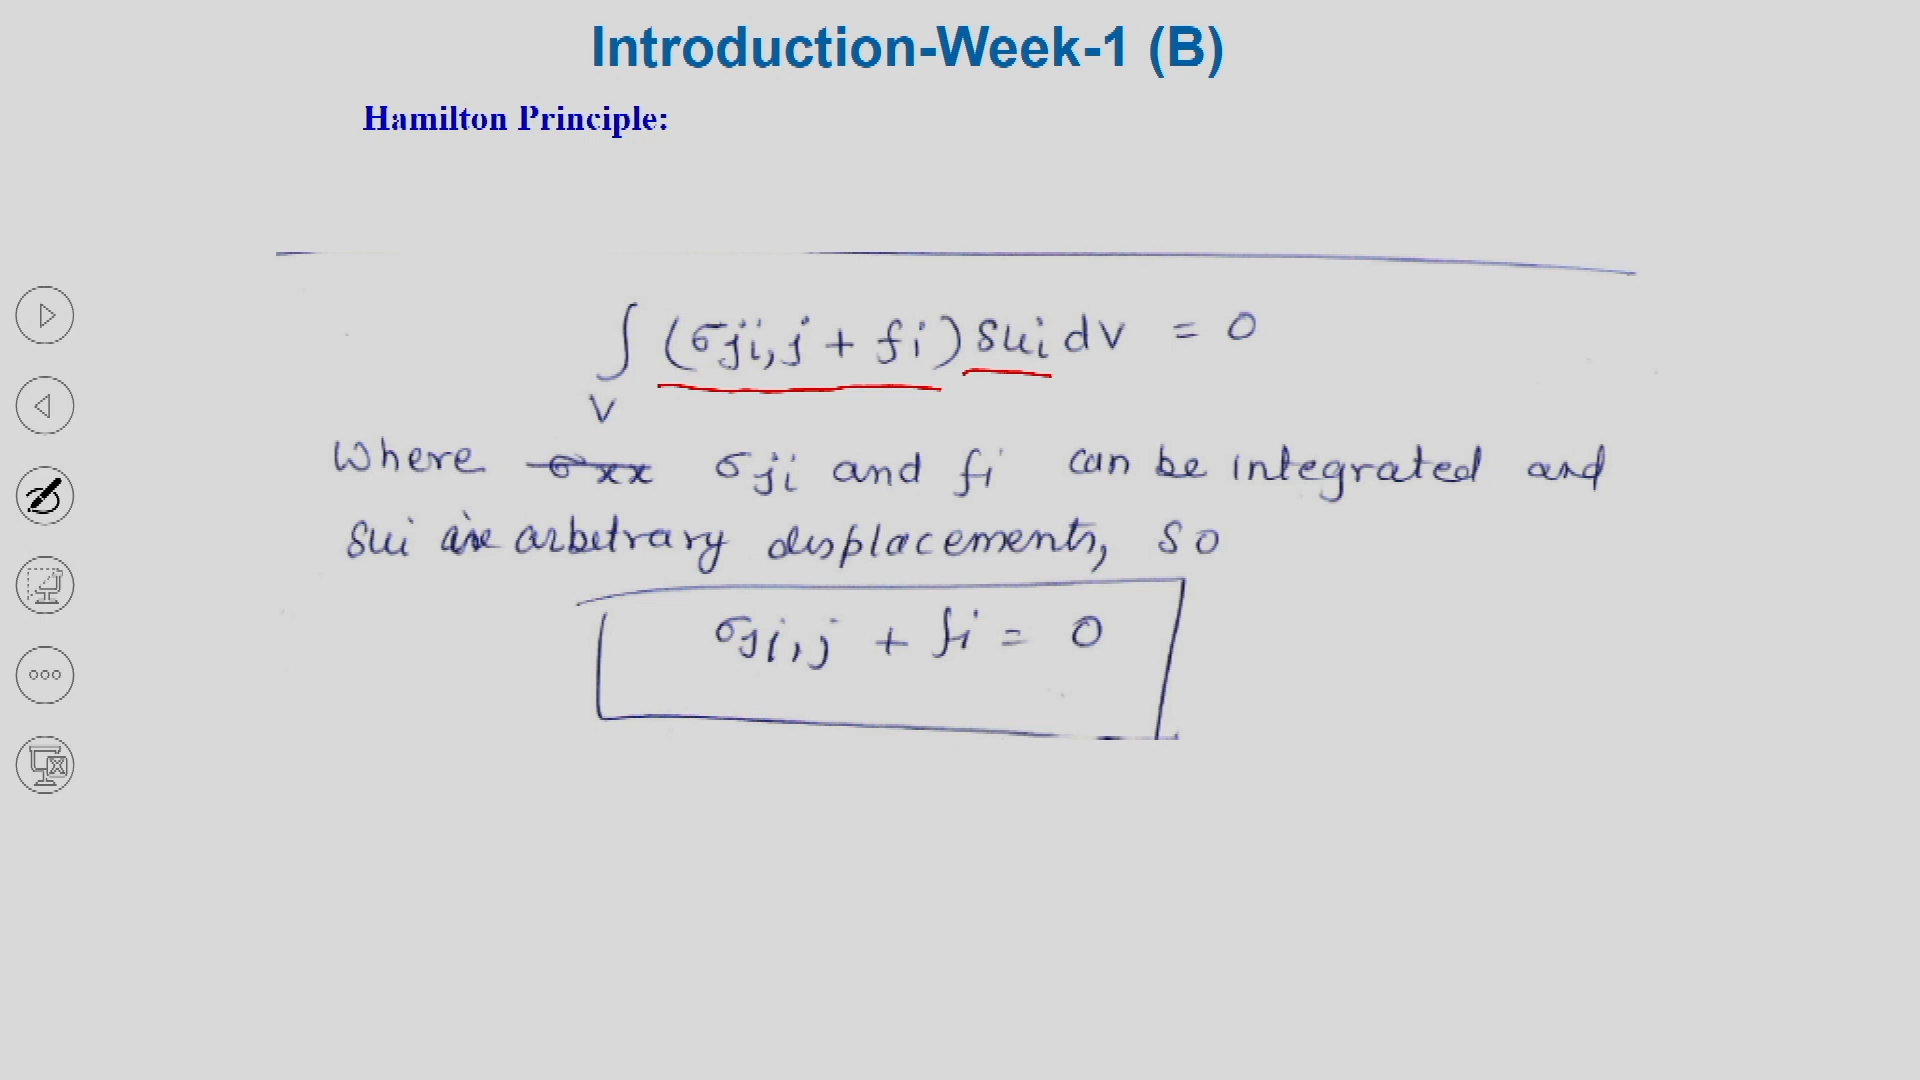 Introduction-Week-1 (B)
Hamilton Principle:
∫ (σji,j + fi) δui dv = 0
V
Where σxx σji and fi can be integrated and
δui are arbitrary displacements, so
σji,j + fi = 0